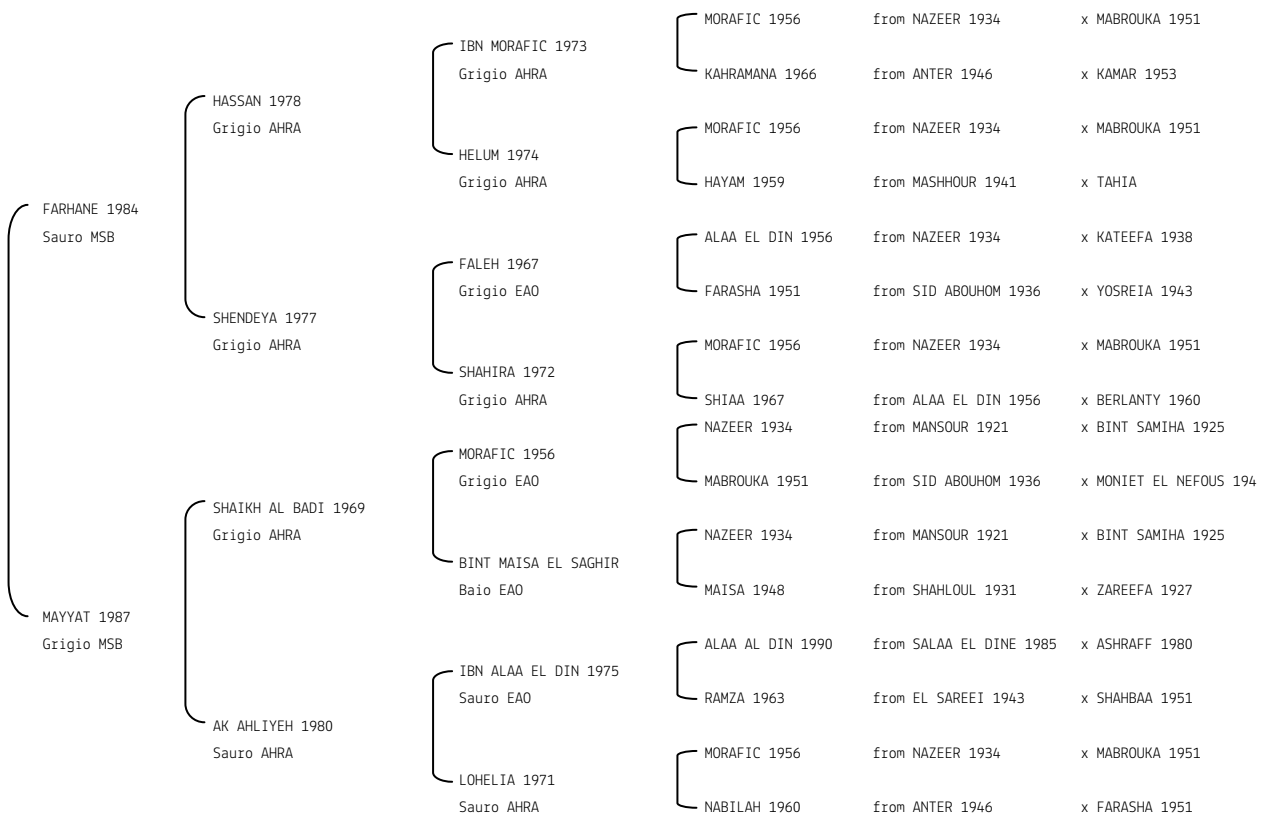 MORAFIC 1956 from NAZEER 1934 x MABROUKA 1951
IBN MORAFIC 1973
Grigio AHRA KAHRAMANA 1966 from ANTER 1946 x KAMAR 1953
HASSAN 1978
Grigio AHRA MORAFIC 1956 from NAZEER 1934 x MABROUKA 1951
HELUM 1974
Grigio AHRA HAYAM 1959 from MASHHOUR 1941 x TAHIA
FARHANE 1984
Sauro MSB ALAA EL DIN 1956 from NAZEER 1934 x KATEEFA 1938
FALEH 1967
Grigio EAO FARASHA 1951 from SID ABOUHOM 1936 x YOSREIA 1943
SHENDEYA 1977
Grigio AHRA MORAFIC 1956 from NAZEER 1934 x MABROUKA 1951
SHAHIRA 1972
Grigio AHRA SHIAA 1967 from ALAA EL DIN 1956 x BERLANTY 1960
NAZEER 1934 from MANSOUR 1921 x BINT SAMIHA 1925
MORAFIC 1956
Grigio EAO MABROUKA 1951 from SID ABOUHOM 1936 x MONIET EL NEFOUS 194
SHAIKH AL BADI 1969
Grigio AHRA NAZEER 1934 from MANSOUR 1921 x BINT SAMIHA 1925
BINT MAISA EL SAGHIR
Baio EAO MAISA 1948 from SHAHLOUL 1931 x ZAREEFA 1927
MAYYAT 1987
Grigio MSB ALAA AL DIN 1990 from SALAA EL DINE 1985 x ASHRAFF 1980
IBN ALAA EL DIN 1975
Sauro EAO RAMZA 1963 from EL SAREEI 1943 x SHAHBAA 1951
AK AHLIYEH 1980
Sauro AHRA MORAFIC 1956 from NAZEER 1934 x MABROUKA 1951
LOHELIA 1971
Sauro AHRA NABILAH 1960 from ANTER 1946 x FARASHA 1951